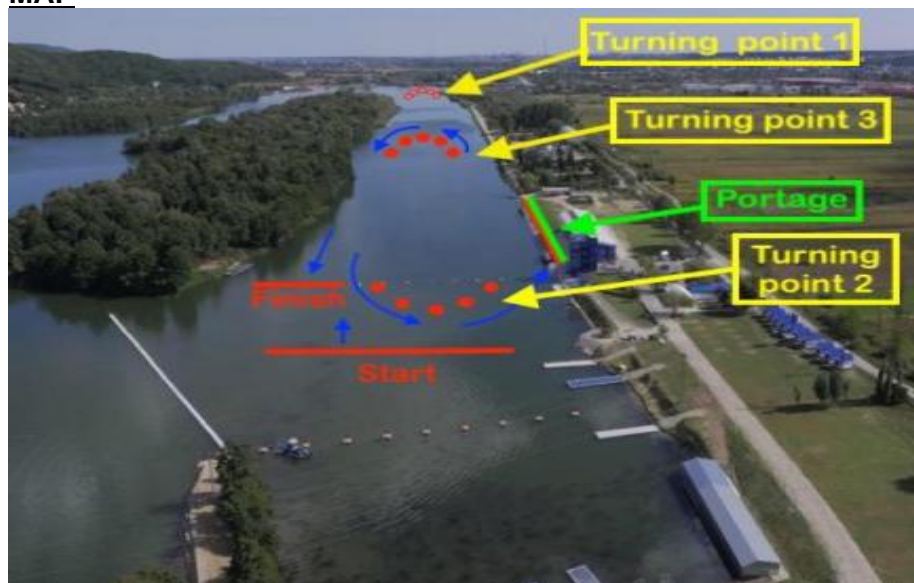 MAP
Turning point 1
Turning point 3
Portage
Turning
point 2
Finish
Start